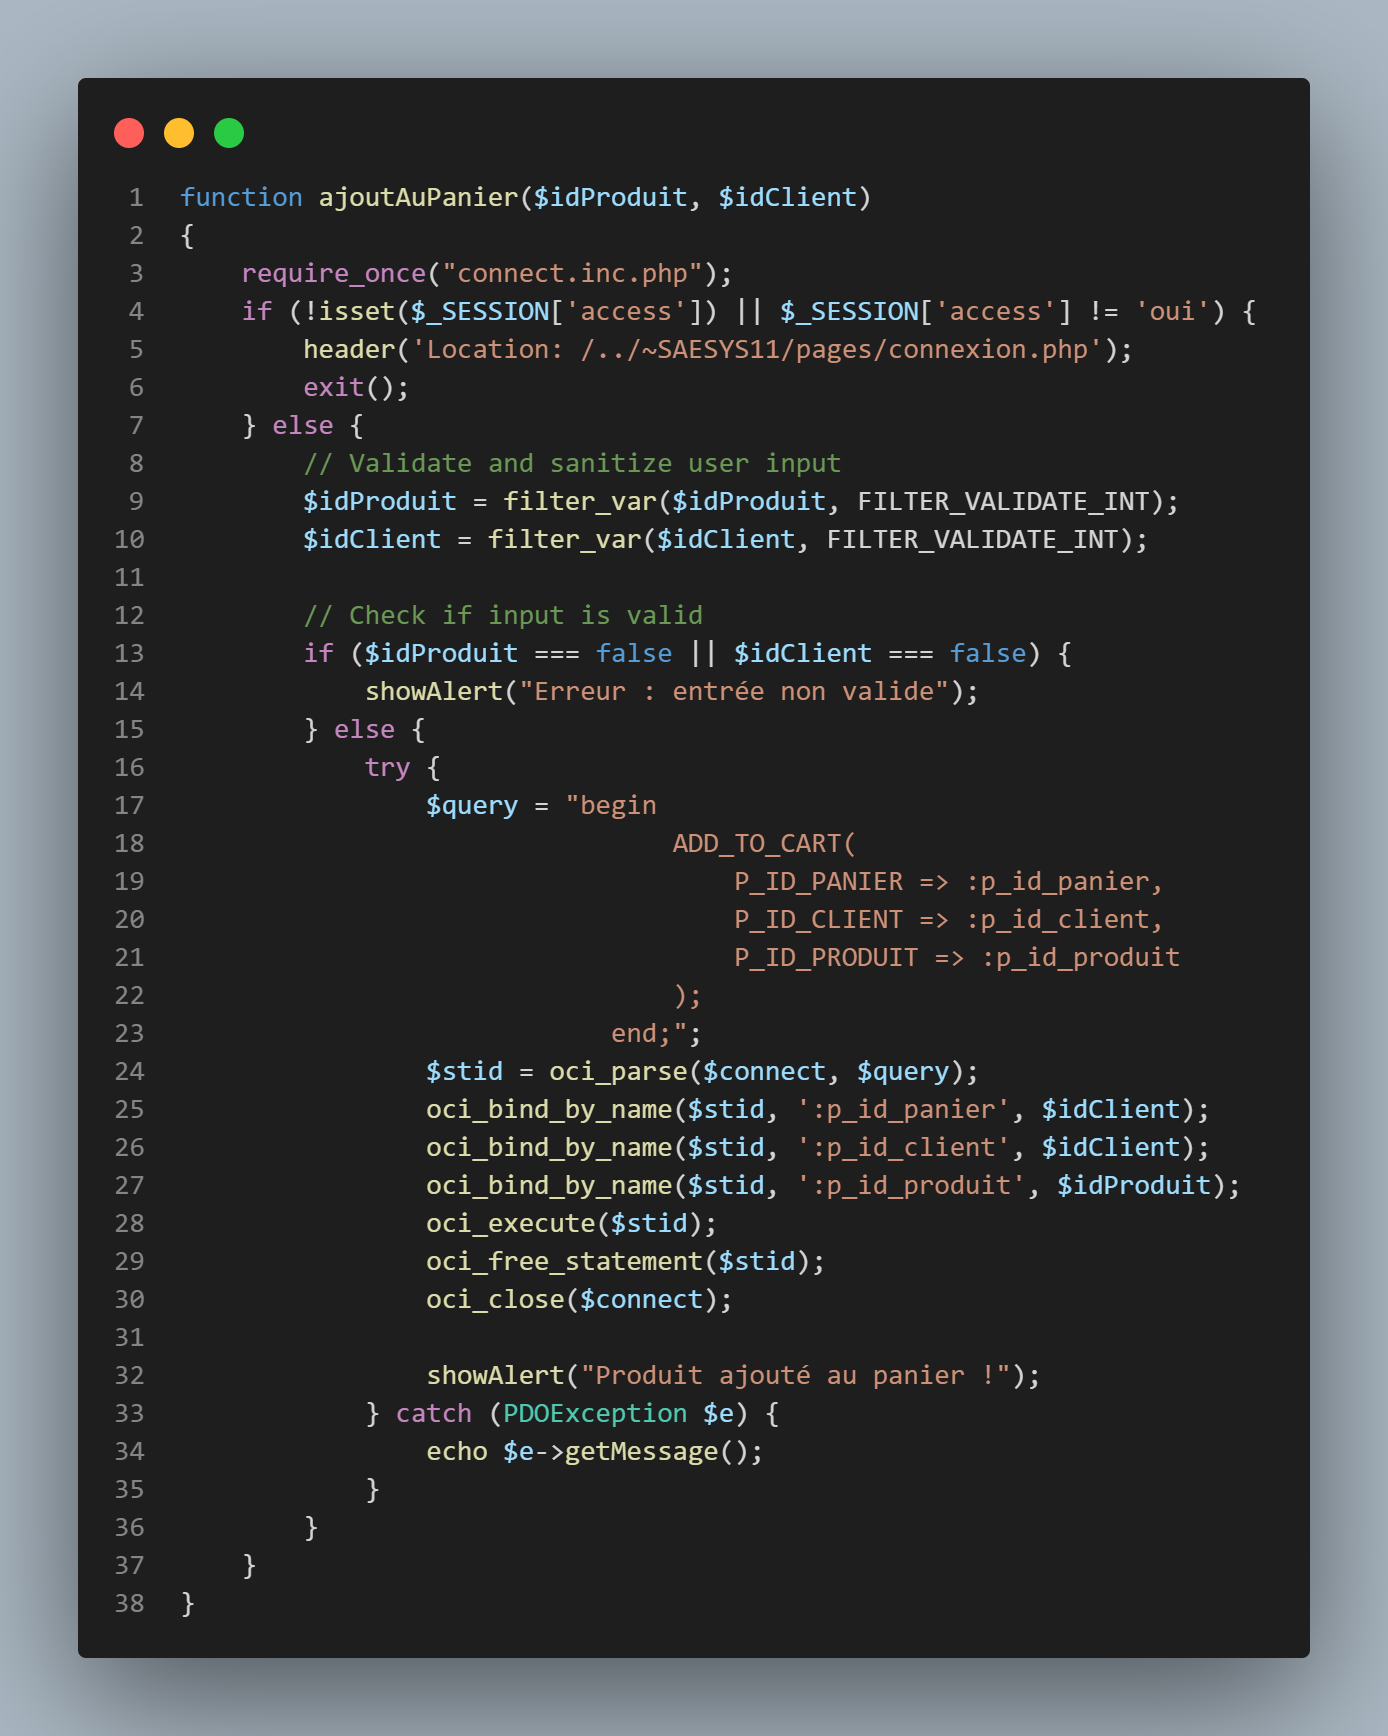 1 function ajoutAuPanier($idProduit, $idClient)
2 {
3     require_once("connect.inc.php");
4     if (!isset($_SESSION['access']) || $_SESSION['access'] != 'oui') {
5         header('Location: /../~SAESYS11/pages/connexion.php');
6         exit();
7     } else {
8         // Validate and sanitize user input
9         $idProduit = filter_var($idProduit, FILTER_VALIDATE_INT);
10         $idClient = filter_var($idClient, FILTER_VALIDATE_INT);
11
12         // Check if input is valid
13         if ($idProduit === false || $idClient === false) {
14             showAlert("Erreur : entrée non valide");
15         } else {
16             try {
17                 $query = "begin
18                                 ADD_TO_CART(
19                                     P_ID_PANIER => :p_id_panier,
20                                     P_ID_CLIENT => :p_id_client,
21                                     P_ID_PRODUIT => :p_id_produit
22                                 );
23                             end;";
24                 $stid = oci_parse($connect, $query);
25                 oci_bind_by_name($stid, ':p_id_panier', $idClient);
26                 oci_bind_by_name($stid, ':p_id_client', $idClient);
27                 oci_bind_by_name($stid, ':p_id_produit', $idProduit);
28                 oci_execute($stid);
29                 oci_free_statement($stid);
30                 oci_close($connect);
31
32                 showAlert("Produit ajouté au panier !");
33             } catch (PDOException $e) {
34                 echo $e->getMessage();
35             }
36         }
37     }
38 }